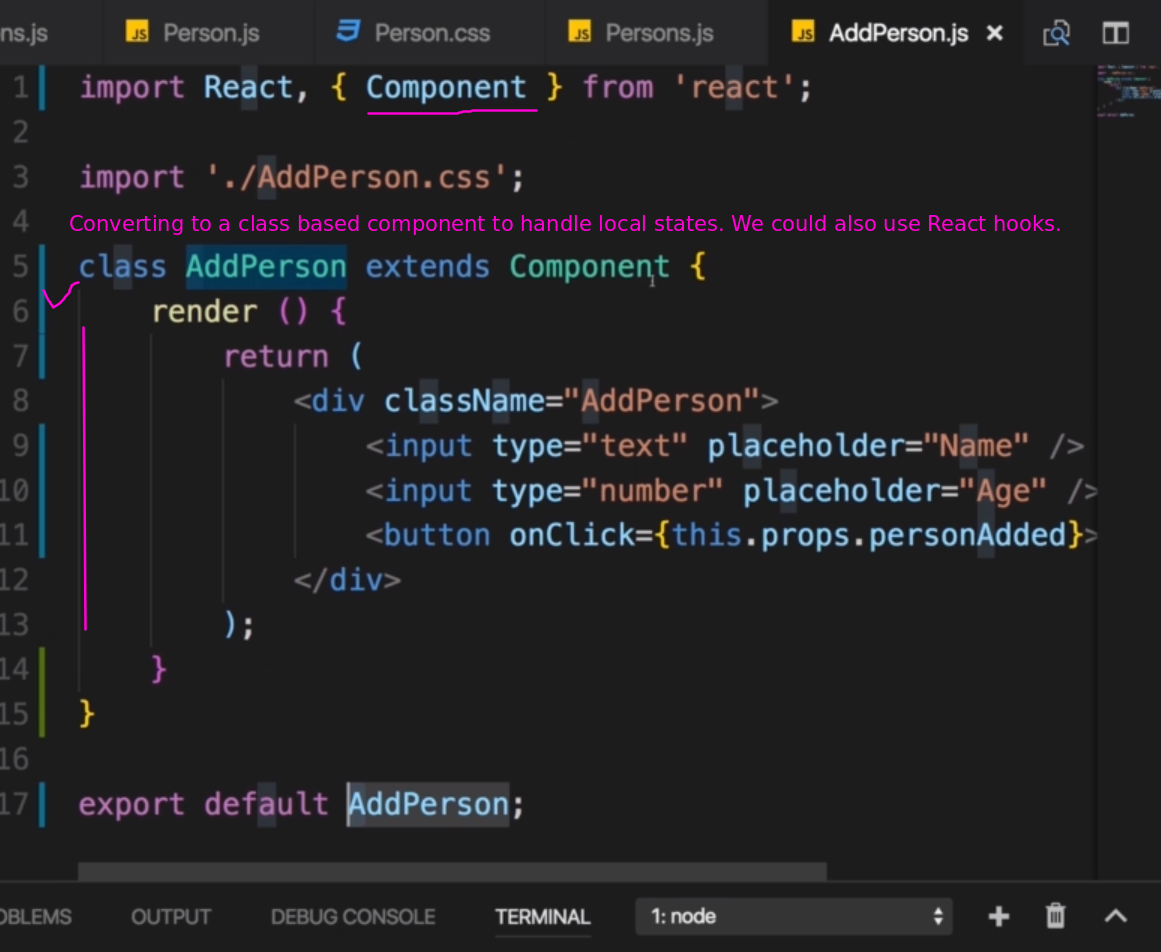 ns.js Person.js Person.css Persons.js AddPerson.js
1 import React, { Component } from 'react';
2
3 import './AddPerson.css';
4
Converting to a class based component to handle local states. We could also use React hooks.
5 class AddPerson extends Component {
6 render () {
7 return (
8 <div className="AddPerson">
9 <input type="text" placeholder="Name" />
10 <input type="number" placeholder="Age" />
11 <button onClick={this.props.personAdded}>
12 </div>
13 );
14 }
15 }
16
17 export default AddPerson;
OBLEMS OUTPUT DEBUG CONSOLE TERMINAL 1: node